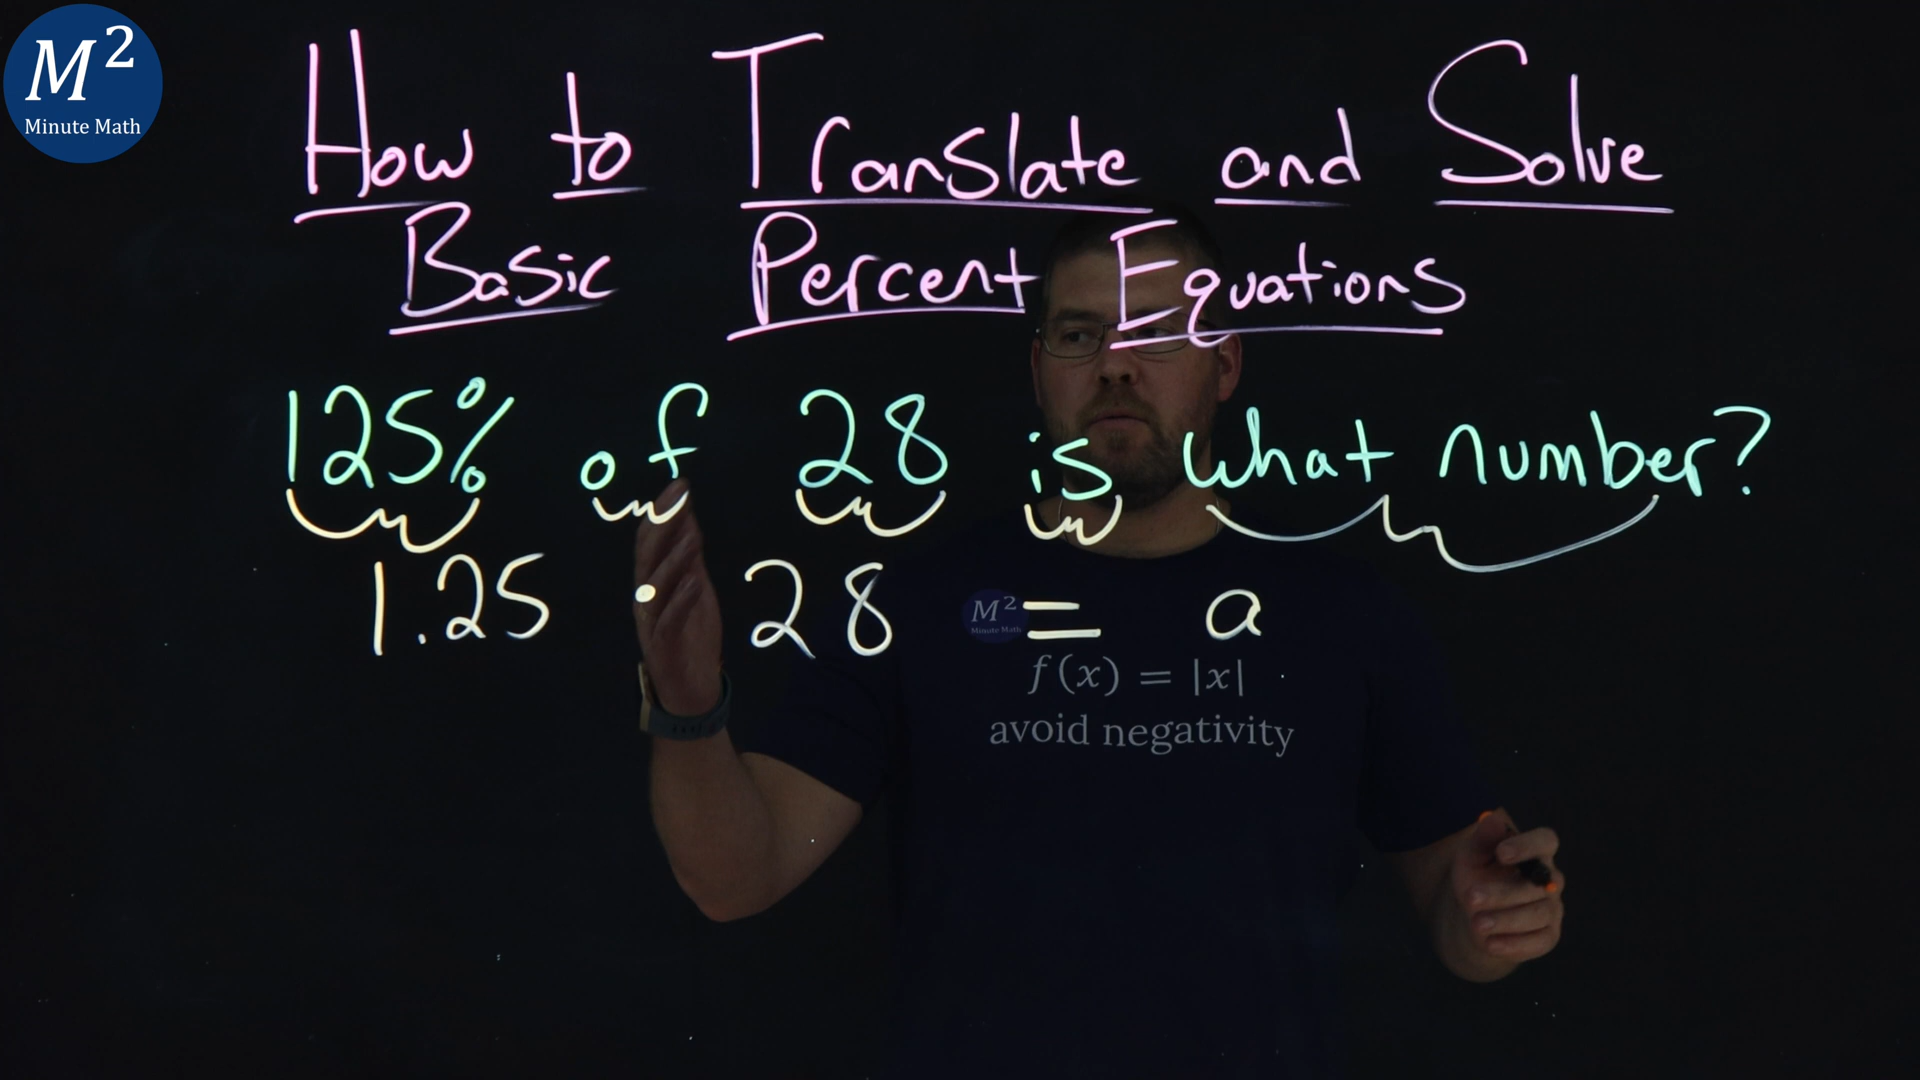 M²
Minute Math
How to Translate and Solve
Basic Percent Equations
125% of 28 is what number?
1.25 · 28 = a
M²
Minute Math
f(x) = |x|
avoid negativity